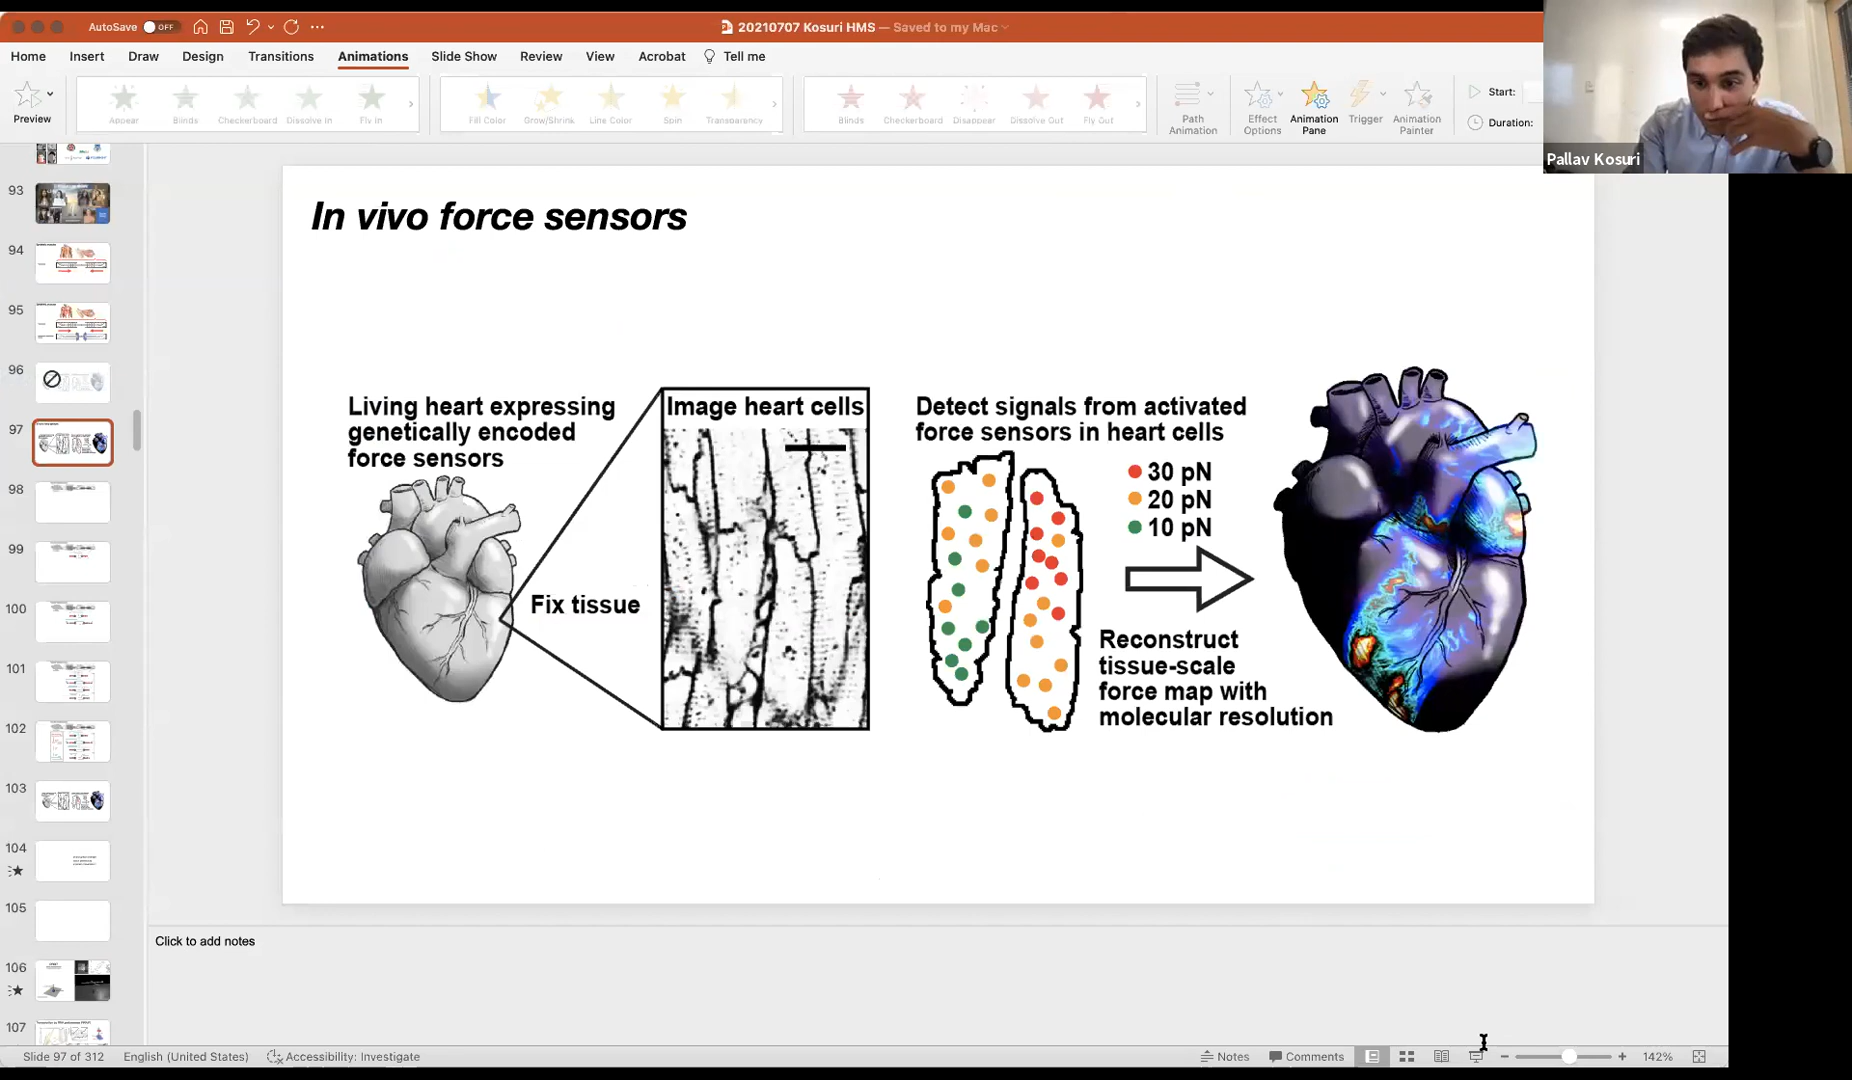 AutoSave OFF
20210707 Kosuri HMS — Saved to my Mac
Home Insert Draw Design Transitions Animations Slide Show Review View Acrobat Tell me
Preview
Appear Blinds Checkerboard Dissolve In Fly In
Fill Color Grow/Shrink Line Color Spin Transparency
Blinds Checkerboard Disappear Dissolve Out Fly Out
Path Animation
Effect Options
Animation Pane
Trigger
Animation Painter
Start:
Duration:
Pallav Kosuri
93
94
95
96
97
98
99
100
101
102
103
104
105
106
107
In vivo force sensors
Living heart expressing
genetically encoded
force sensors
Fix tissue
Image heart cells
Detect signals from activated
force sensors in heart cells
30 pN
20 pN
10 pN
Reconstruct
tissue-scale
force map with
molecular resolution
Click to add notes
Slide 97 of 312 English (United States) Accessibility: Investigate Notes Comments 142%